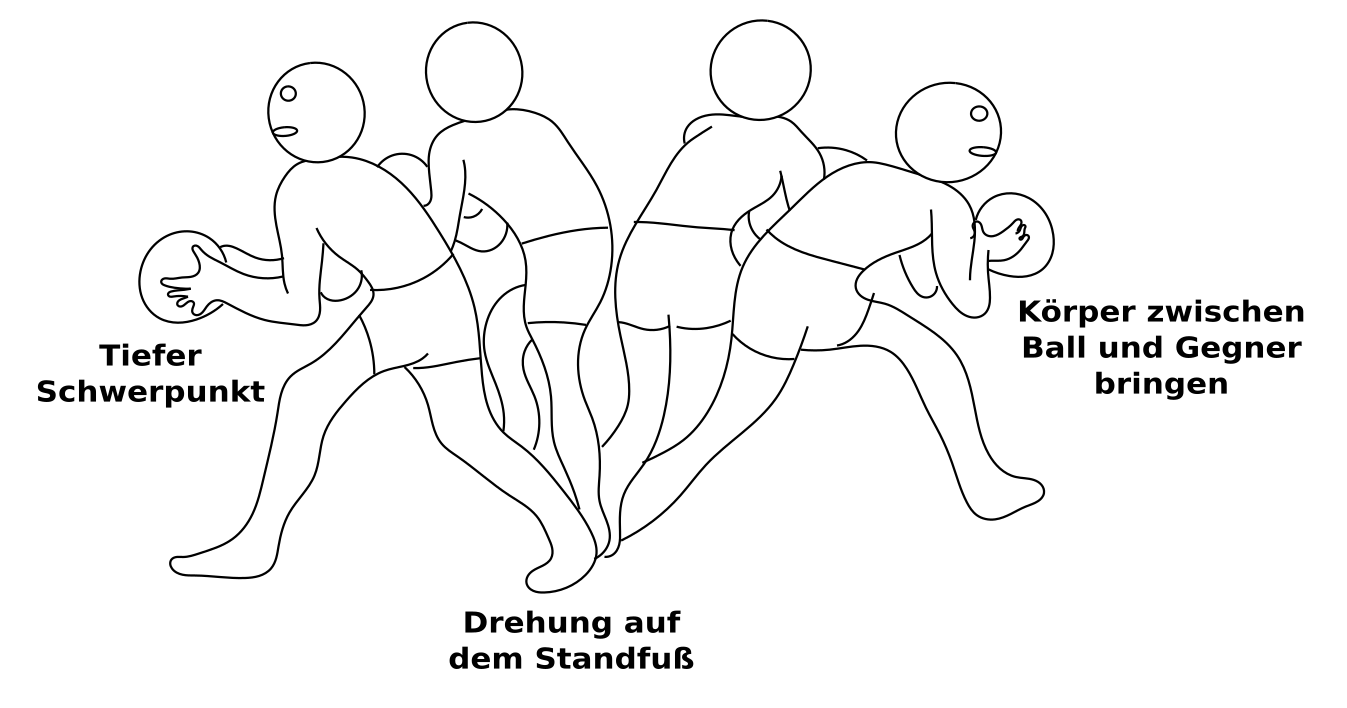 Tiefer
Schwerpunkt
Körper zwischen
Ball und Gegner
bringen
Drehung auf
dem Standfuß